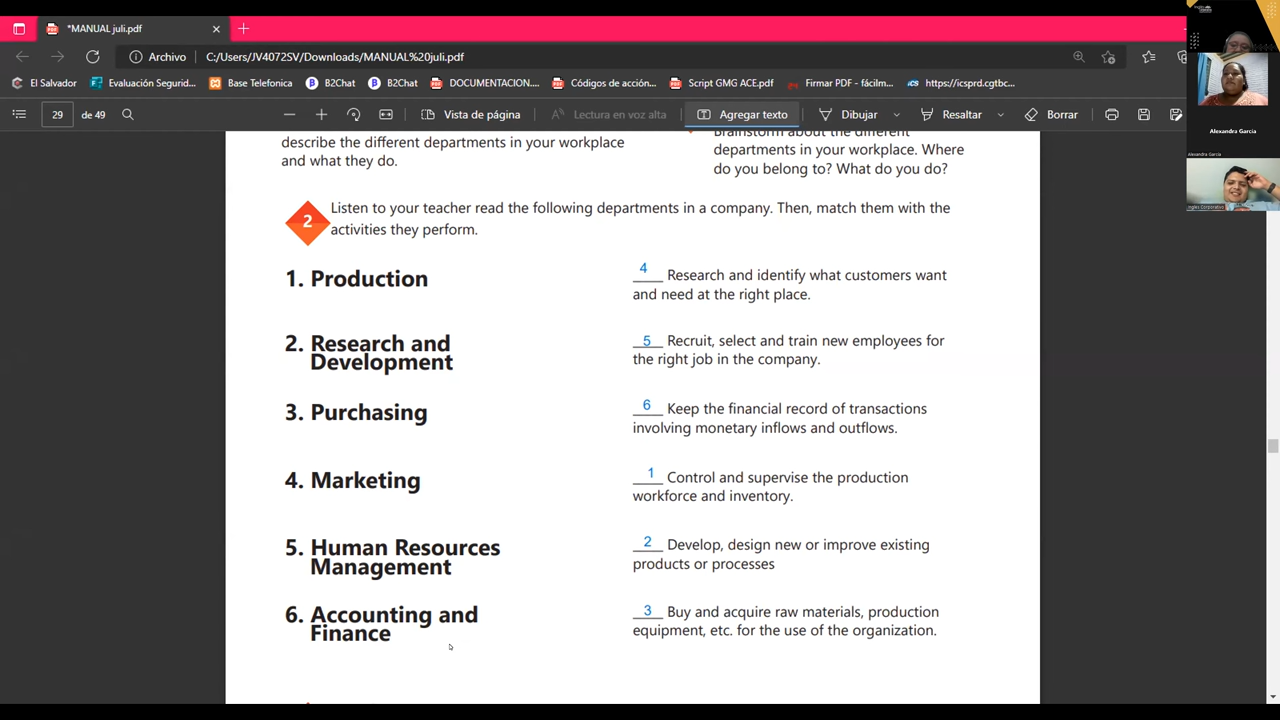 *MANUAL juli.pdf
Archivo C:/Users/JV4072SV/Downloads/MANUAL%20juli.pdf
El Salvador Evaluación Segurid... Base Telefonica B2Chat B2Chat DOCUMENTACION... Códigos de acción... Script GMG ACE.pdf Firmar PDF - fácilm... https://icsprd.cgtbc...
29 de 49 Vista de página Lectura en voz alta Agregar texto Dibujar Resaltar Borrar
describe the different departments in your workplace
and what they do.
Brainstorm about the different
departments in your workplace. Where
do you belong to? What do you do?
2 Listen to your teacher read the following departments in a company. Then, match them with the
activities they perform.
1. Production
4 Research and identify what customers want
and need at the right place.
2. Research and
Development
5 Recruit, select and train new employees for
the right job in the company.
3. Purchasing
6 Keep the financial record of transactions
involving monetary inflows and outflows.
4. Marketing
1 Control and supervise the production
workforce and inventory.
5. Human Resources
Management
2 Develop, design new or improve existing
products or processes
6. Accounting and
Finance
3 Buy and acquire raw materials, production
equipment, etc. for the use of the organization.
Alexandra García
Alexandra García
Ingles Corporativo